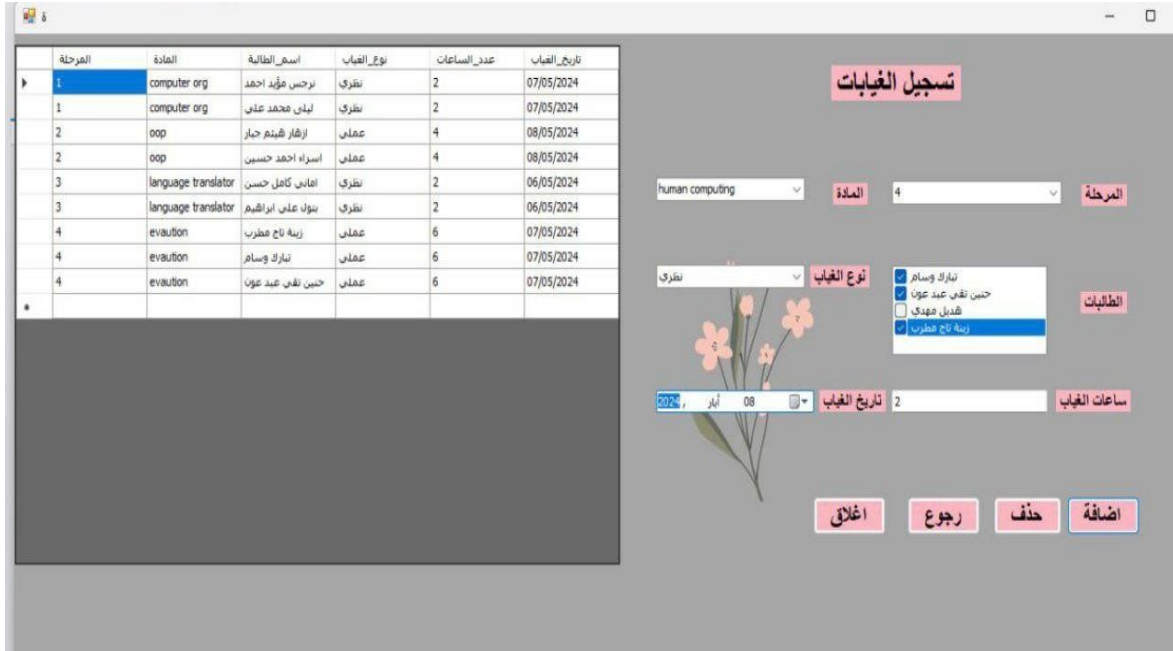 ة
المرحلة المادة اسم_الطالبة نوع_الغياب عدد_الساعات تاريخ_الغياب
1 computer org نرجس مؤيد احمد نظري 2 07/05/2024
1 computer org ليلى محمد علي نظري 2 07/05/2024
2 oop ازهار هيثم جبار عملي 4 08/05/2024
2 oop اسراء احمد حسين عملي 4 08/05/2024
3 language translator اماني كامل حسن نظري 2 06/05/2024
3 language translator بنول علي ابراهيم نظري 2 06/05/2024
4 evaution زينة تاج مطرب عملي 6 07/05/2024
4 evaution تبارك وسام عملي 6 07/05/2024
4 evaution حنين تقي عبد عون عملي 6 07/05/2024
تسجيل الغيابات
المرحلة 4 المادة human computing
الطالبات
تبارك وسام
حنين تقي عبد عون
هديل مهدي
زينة تاج مطرب
نوع الغياب نظري
ساعات الغياب 2 تاريخ الغياب 08 أيار , 2024
اضافة حذف رجوع اغلاق